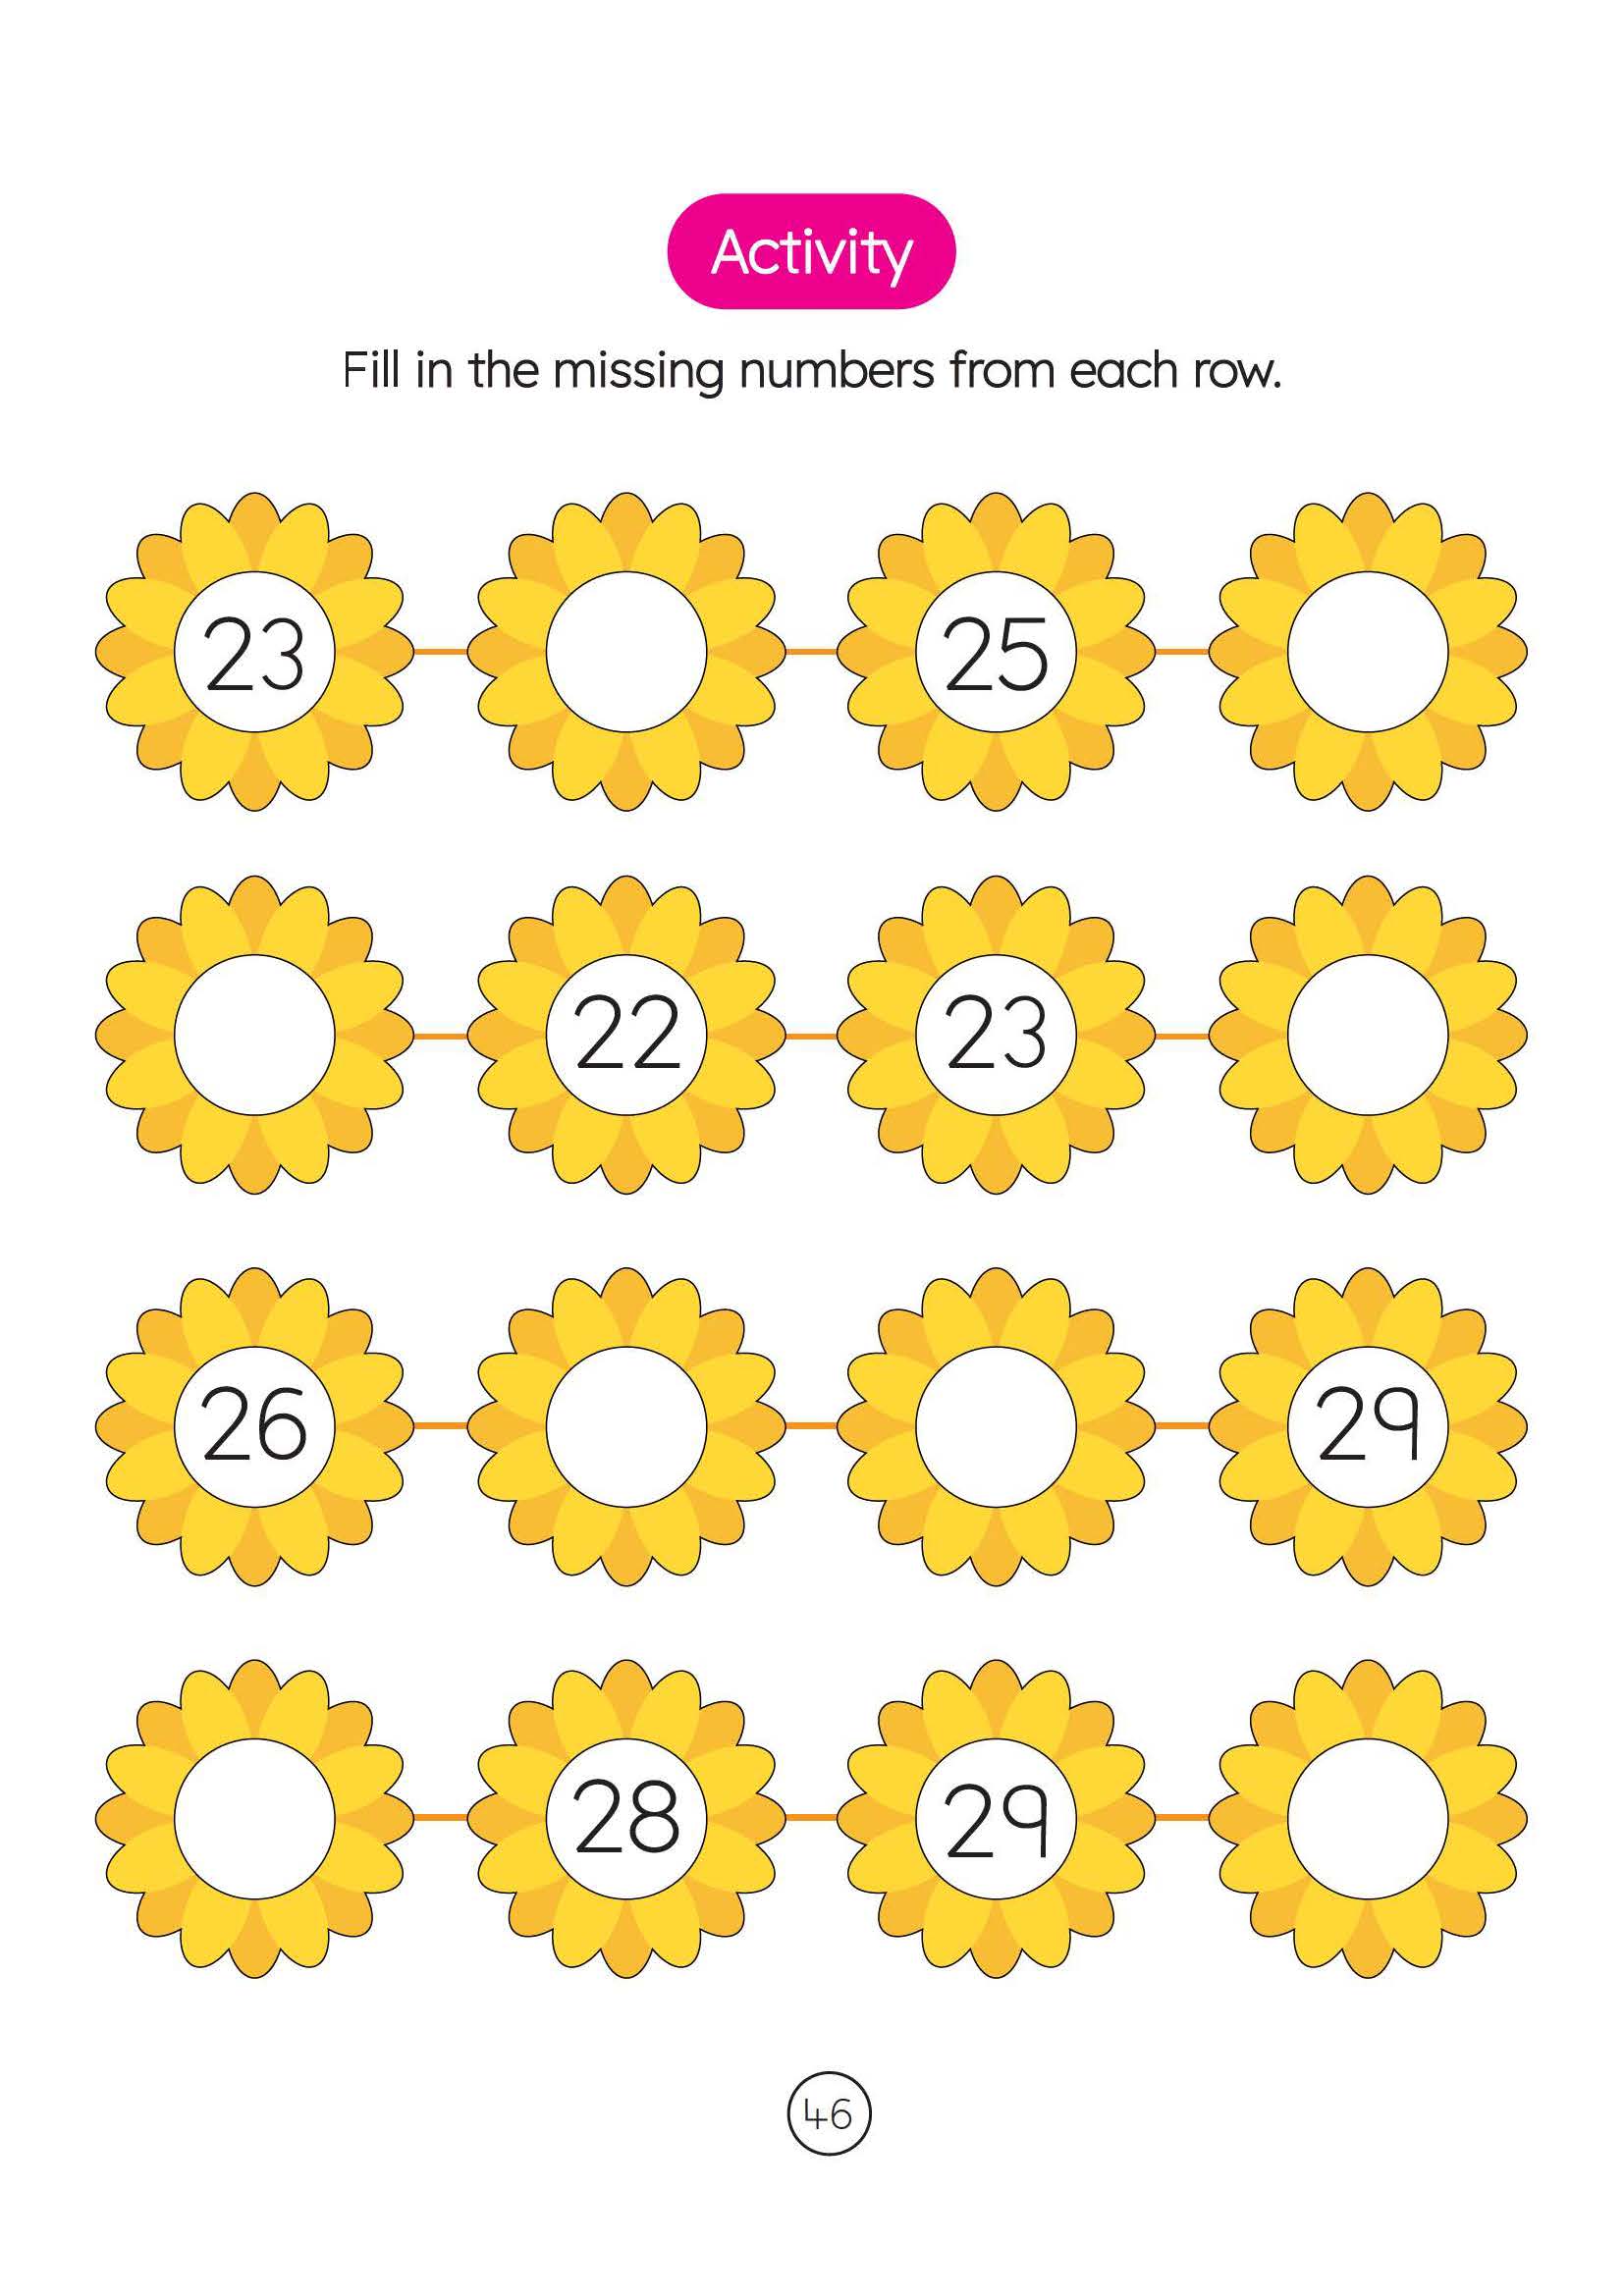 Activity
Fill in the missing numbers from each row.
23 25
22 23
26 29
28 29
46